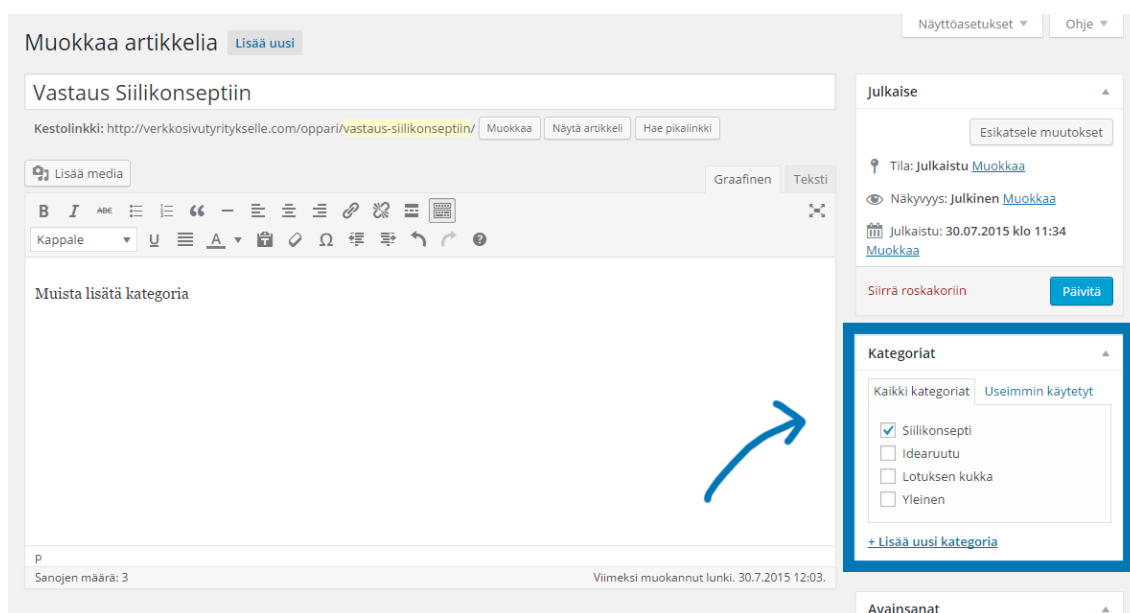 Näyttöasetukset
Ohje
Muokkaa artikkelia Lisää uusi
Vastaus Siilikonseptiin
Kestolinkki: http://verkkosivutyritykselle.com/oppari/vastaus-siilikonseptiin/ Muokkaa Näytä artikkeli Hae pikalinkki
Lisää media
Graafinen Teksti
B I ABE
Kappale U A Ω
Muista lisätä kategoria
p
Sanojen määrä: 3 Viimeksi muokannut lunki. 30.7.2015 12:03.
Julkaise
Esikatsele muutokset
Tila: Julkaistu Muokkaa
Näkyvyys: Julkinen Muokkaa
Julkaistu: 30.07.2015 klo 11:34
Muokkaa
Siirrä roskakoriin Päivitä
Kategoriat
Kaikki kategoriat Useimmin käytetyt
Siilikonsepti
Idearuutu
Lotuksen kukka
Yleinen
+ Lisää uusi kategoria
Avainsanat